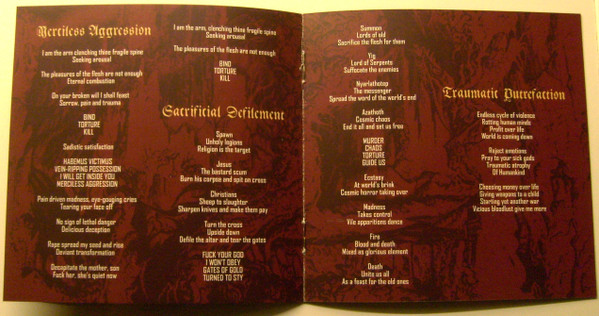 Merciless Aggression
I am the arm, clenching thine fragile spine
Seeking arousal
The pleasures of the flesh are not enough
Eternal combustion
On your broken will I shall feast
Sorrow, pain and trauma
BIND
TORTURE
KILL
Sadistic satisfaction
HABEMUS VICTIMUS
VEIN-RIPPING POSSESSION
I WILL GET INSIDE YOU
MERCILESS AGGRESSION
Pain driven madness, eye-gouging cries
Tearing your face off
No sign of lethal danger
Delicious deception
Rape spread my seed and rise
Deviant transformation
Decapitate the mother, son
Fuck her, she's quiet now
I am the arm, clenching thine fragile spine
Seeking arousal
The pleasures of the flesh are not enough
BIND
TORTURE
KILL
Sacrificial Defilement
Spawn
Unholy legions
Religion is the target
Jesus
The bastard scum
Burn his corpse and spit on cross
Christians
Sheep to slaughter
Sharpen knives and make them pay
Turn the cross
Upside down
Defile the altar and tear the gates
FUCK YOUR GOD
I WON'T OBEY
GATES OF GOLD
TURNED TO STY
Summon
Lords of old
Sacrifice the flesh for them
Yig
Lord of Serpents
Suffocate the enemies
Nyarlathotep
The messenger
Spread the word of the world's end
Azathoth
Cosmic chaos
End it all and set us free
MURDER
CHAOS
TORTURE
GUIDE US
Ecstasy
At world's brink
Cosmic horror taking over
Madness
Takes control
Vile apparitions dance
Fire
Blood and death
Mixed as glorious element
Death
Unite us all
As a feast for the old ones
Traumatic Putrefaction
Endless cycle of violence
Rotting human minds
Profit over life
World is coming down
Reject emotions
Pray to your sick gods
Traumatic atrophy
Of Humankind
Choosing money over life
Giving weapons to a child
Starting yet another war
Vicious bloodlust give me more